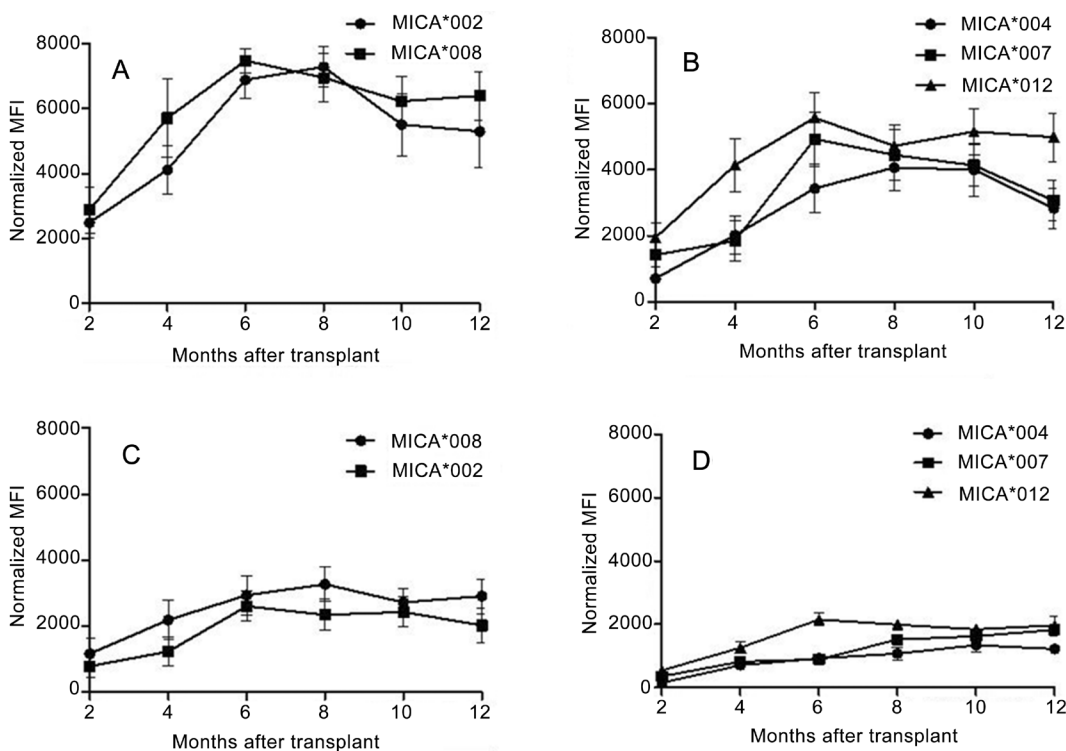 A
MICA*002
MICA*008
8000
6000
4000
2000
0
Normalized MFI
2 4 6 8 10 12
Months after transplant
B
MICA*004
MICA*007
MICA*012
8000
6000
4000
2000
0
Normalized MFI
2 4 6 8 10 12
Months after transplant
C
MICA*008
MICA*002
8000
6000
4000
2000
0
Normalized MFI
2 4 6 8 10 12
Months after transplant
D
MICA*004
MICA*007
MICA*012
8000
6000
4000
2000
0
Normalized MFI
2 4 6 8 10 12
Months after transplant